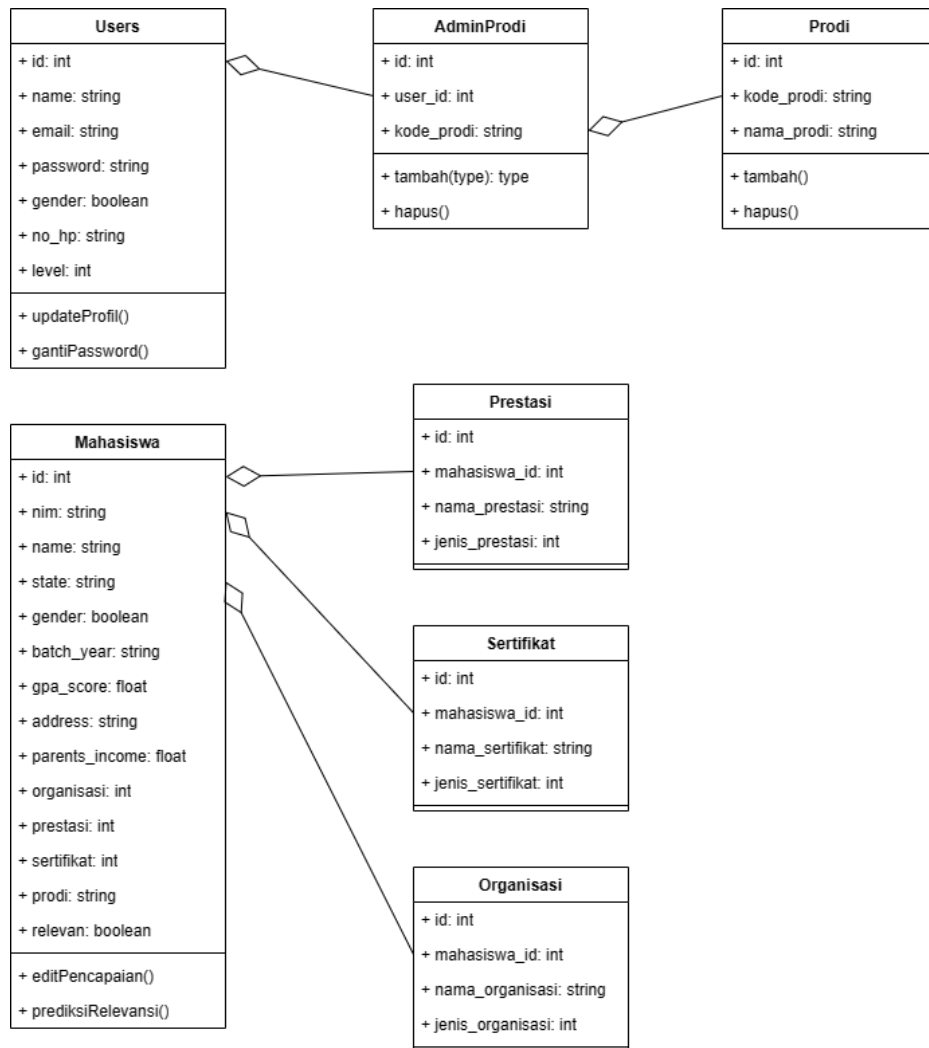 Users
+ id: int
+ name: string
+ email: string
+ password: string
+ gender: boolean
+ no_hp: string
+ level: int
+ updateProfil()
+ gantiPassword()
AdminProdi
+ id: int
+ user_id: int
+ kode_prodi: string
+ tambah(type): type
+ hapus()
Prodi
+ id: int
+ kode_prodi: string
+ nama_prodi: string
+ tambah()
+ hapus()
Mahasiswa
+ id: int
+ nim: string
+ name: string
+ state: string
+ gender: boolean
+ batch_year: string
+ gpa_score: float
+ address: string
+ parents_income: float
+ organisasi: int
+ prestasi: int
+ sertifikat: int
+ prodi: string
+ relevan: boolean
+ editPencapaian()
+ prediksiRelevansi()
Prestasi
+ id: int
+ mahasiswa_id: int
+ nama_prestasi: string
+ jenis_prestasi: int
Sertifikat
+ id: int
+ mahasiswa_id: int
+ nama_sertifikat: string
+ jenis_sertifikat: int
Organisasi
+ id: int
+ mahasiswa_id: int
+ nama_organisasi: string
+ jenis_organisasi: int